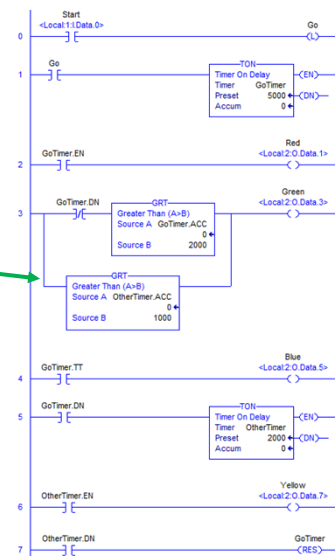 Start
<Local:1:I.Data.0>
Go
0
(L)
Go
1
TON
Timer On Delay
(EN)
Timer GoTimer
Preset 5000
(DN)
Accum 0
GoTimer.EN
Red
<Local:2:O.Data.1>
2
GoTimer.DN
GRT
Green
<Local:2:O.Data.3>
3
Greater Than (A>B)
Source A GoTimer.ACC
0
Source B 2000
GRT
Greater Than (A>B)
Source A OtherTimer.ACC
0
Source B 1000
GoTimer.TT
Blue
<Local:2:O.Data.5>
4
GoTimer.DN
5
TON
Timer On Delay
(EN)
Timer OtherTimer
Preset 2000
(DN)
Accum 0
OtherTimer.EN
Yellow
<Local:2:O.Data.7>
6
OtherTimer.DN
GoTimer
7
(RES)